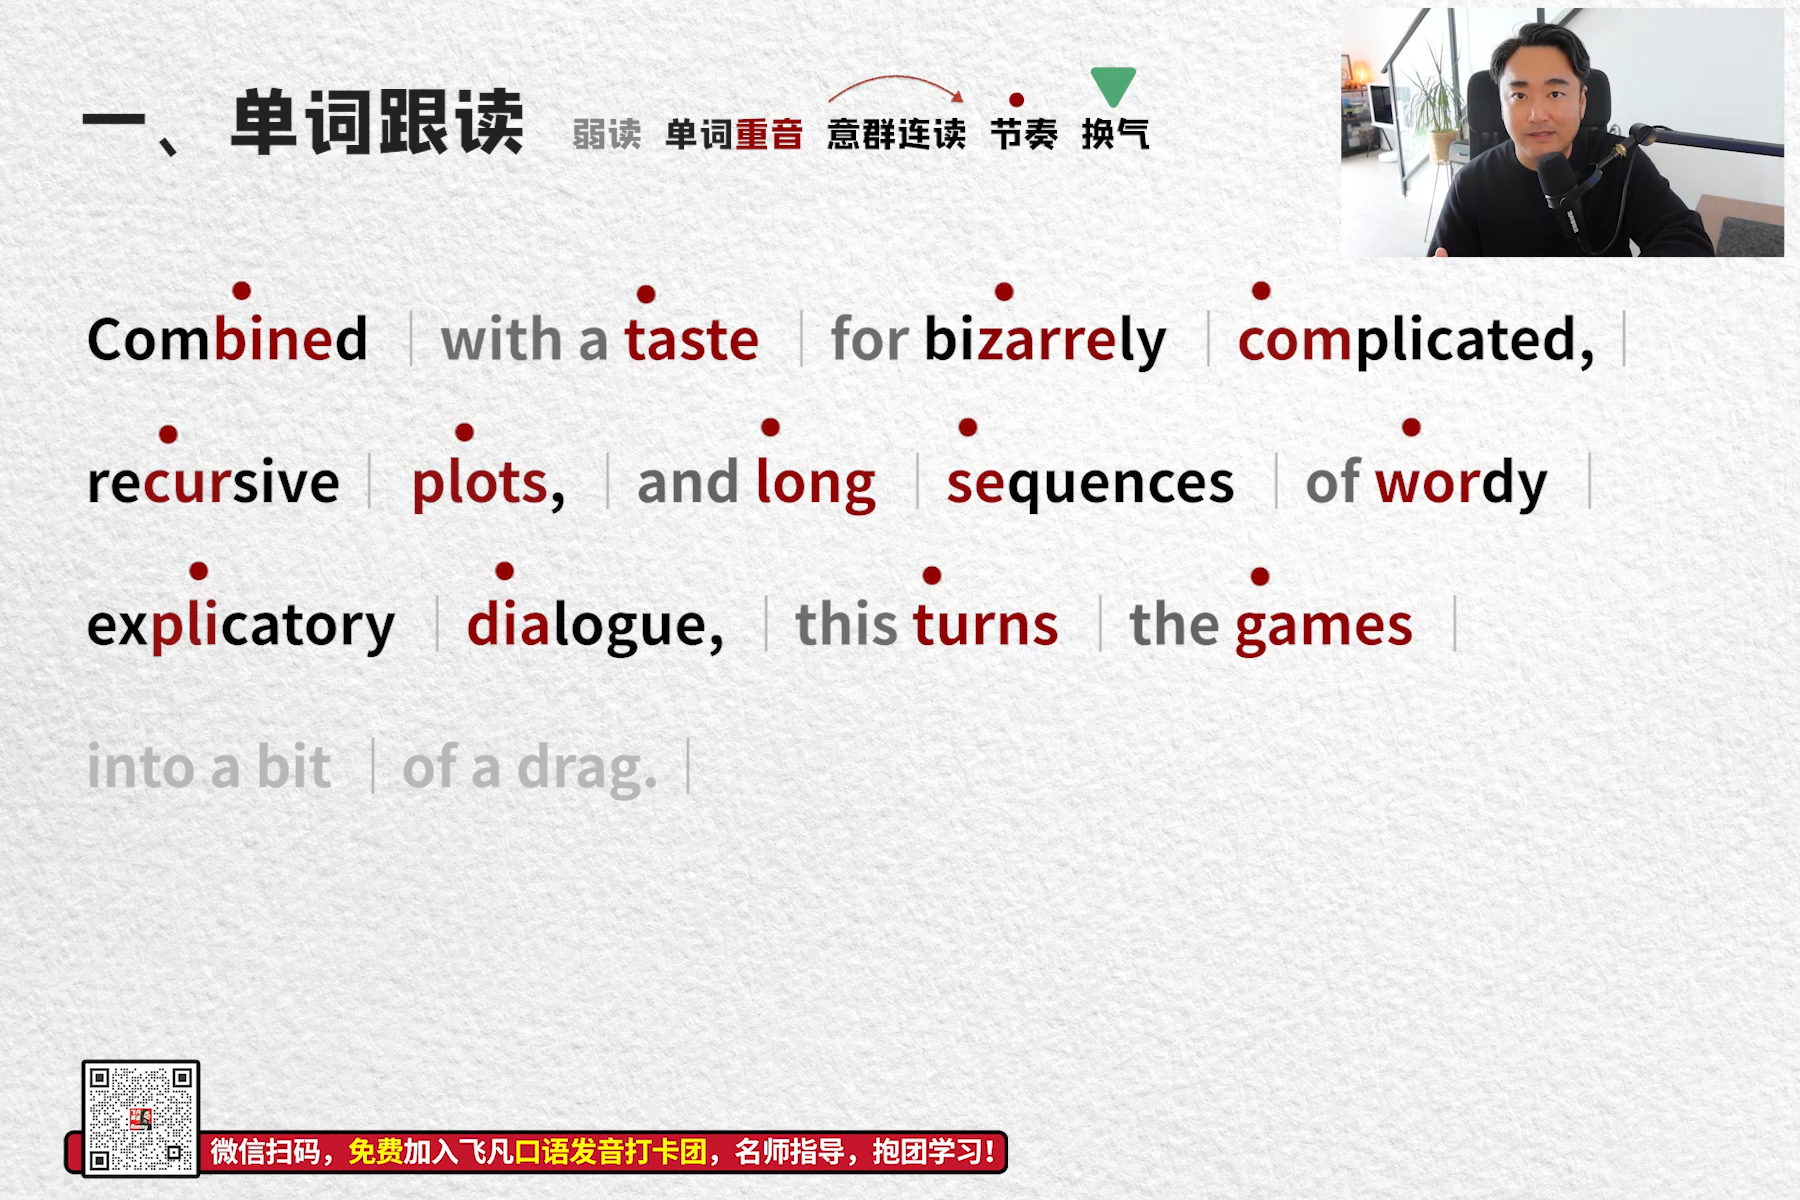 一、单词跟读 弱读 单词重音 意群连读 节奏 换气
Combined | with a taste | for bizarrely | complicated, |
recursive | plots, | and long | sequences | of wordy |
explicatory | dialogue, | this turns | the games |
into a bit | of a drag. |
微信扫码，免费加入飞凡口语发音打卡团，名师指导，抱团学习！